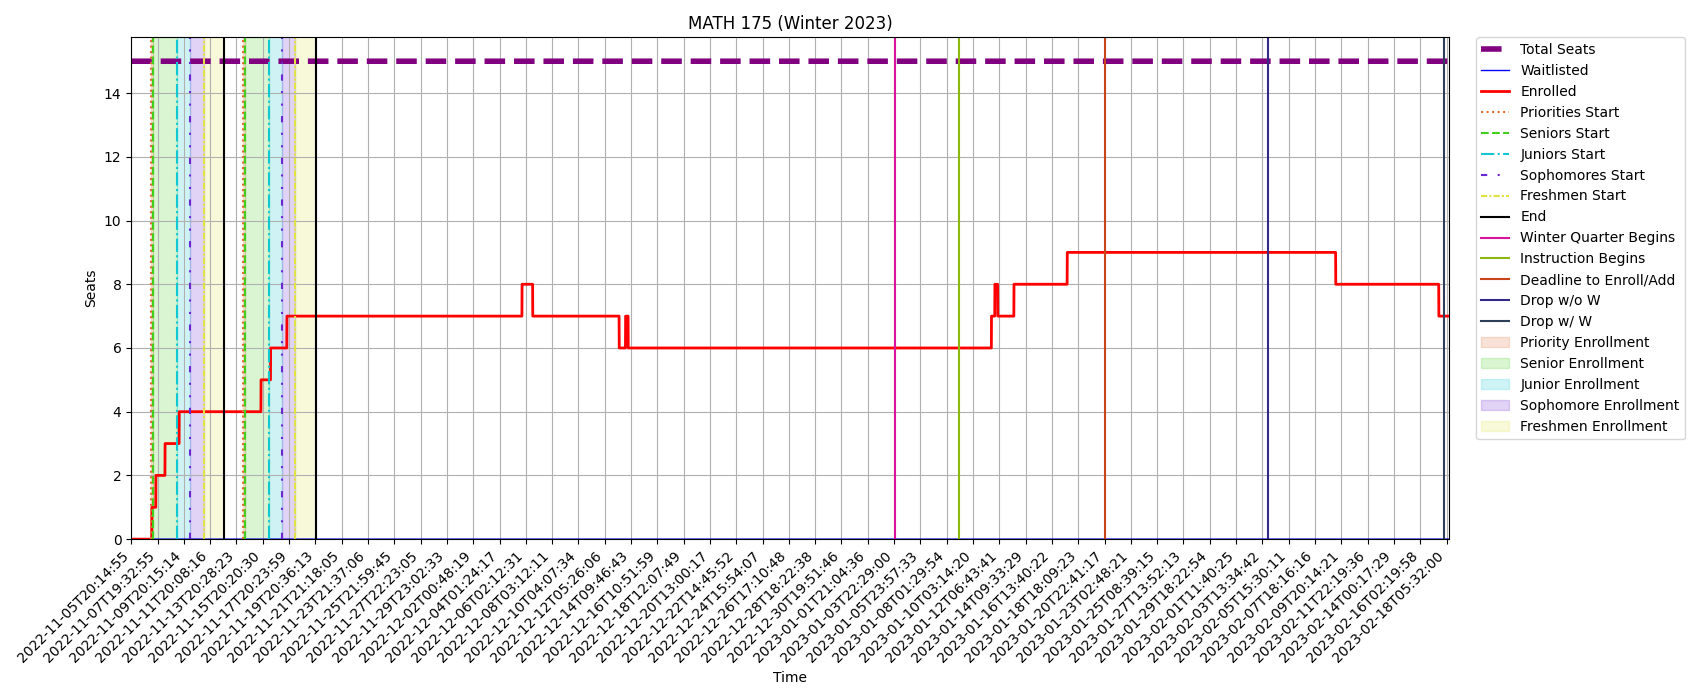 MATH 175 (Winter 2023)
Seats
14
12
10
8
6
4
2
0
2022-11-05T20:14:55
2022-11-07T19:32:55
2022-11-09T20:15:14
2022-11-11T20:08:16
2022-11-13T20:28:23
2022-11-15T20:20:30
2022-11-17T20:23:59
2022-11-19T20:36:13
2022-11-21T21:18:05
2022-11-23T21:37:06
2022-11-25T21:59:45
2022-11-27T22:23:05
2022-11-29T23:02:33
2022-12-02T00:48:19
2022-12-04T01:24:17
2022-12-06T02:12:31
2022-12-08T03:12:11
2022-12-10T04:07:34
2022-12-12T05:26:06
2022-12-14T09:46:43
2022-12-16T10:51:59
2022-12-18T12:07:49
2022-12-20T13:00:17
2022-12-22T14:45:52
2022-12-24T15:54:07
2022-12-26T17:10:48
2022-12-28T18:22:38
2022-12-30T19:51:46
2023-01-01T21:04:36
2023-01-03T22:29:00
2023-01-05T23:57:33
2023-01-08T01:29:54
2023-01-10T03:14:20
2023-01-12T06:43:41
2023-01-14T09:33:29
2023-01-16T13:40:22
2023-01-18T18:09:23
2023-01-20T22:41:17
2023-01-23T02:48:21
2023-01-25T08:39:15
2023-01-27T13:52:13
2023-01-29T18:22:54
2023-02-01T11:40:25
2023-02-03T13:34:42
2023-02-05T15:30:11
2023-02-07T18:16:16
2023-02-09T20:14:21
2023-02-11T22:19:36
2023-02-14T00:17:29
2023-02-16T02:19:58
2023-02-18T05:32:00
Time
Total Seats
Waitlisted
Enrolled
Priorities Start
Seniors Start
Juniors Start
Sophomores Start
Freshmen Start
End
Winter Quarter Begins
Instruction Begins
Deadline to Enroll/Add
Drop w/o W
Drop w/ W
Priority Enrollment
Senior Enrollment
Junior Enrollment
Sophomore Enrollment
Freshmen Enrollment